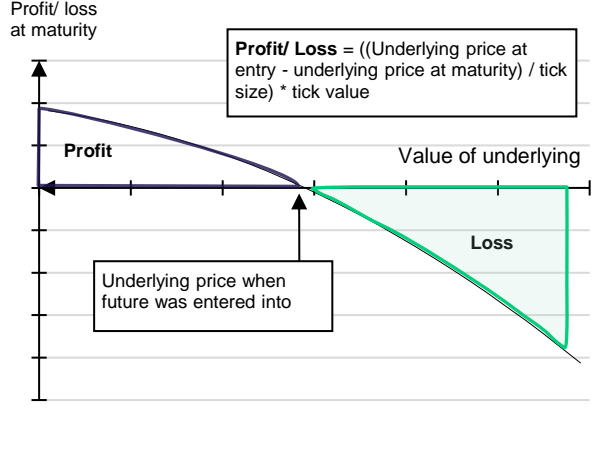 Profit/ loss
at maturity
Profit/ Loss = ((Underlying price at
entry - underlying price at maturity) / tick
size) * tick value
Profit
Value of underlying
Loss
Underlying price when
future was entered into